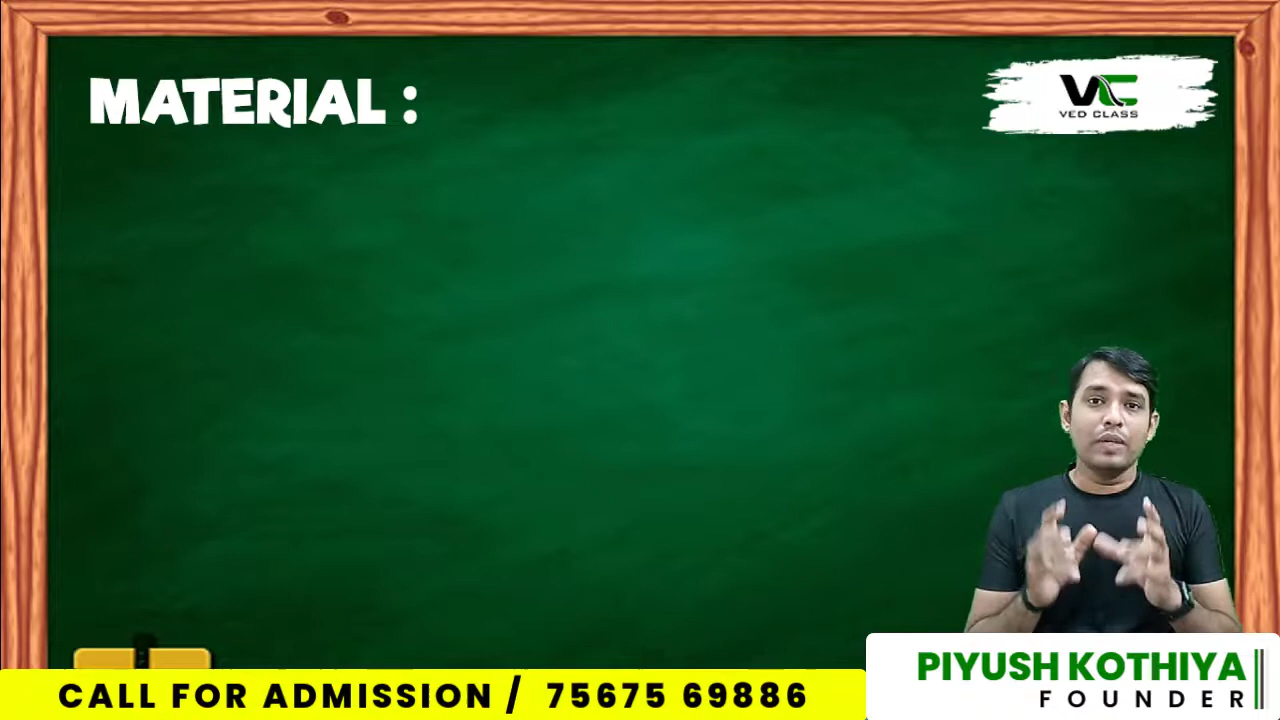 MATERIAL :
VC
VED CLASS
CALL FOR ADMISSION / 75675 69886
PIYUSH KOTHIYA
FOUNDER